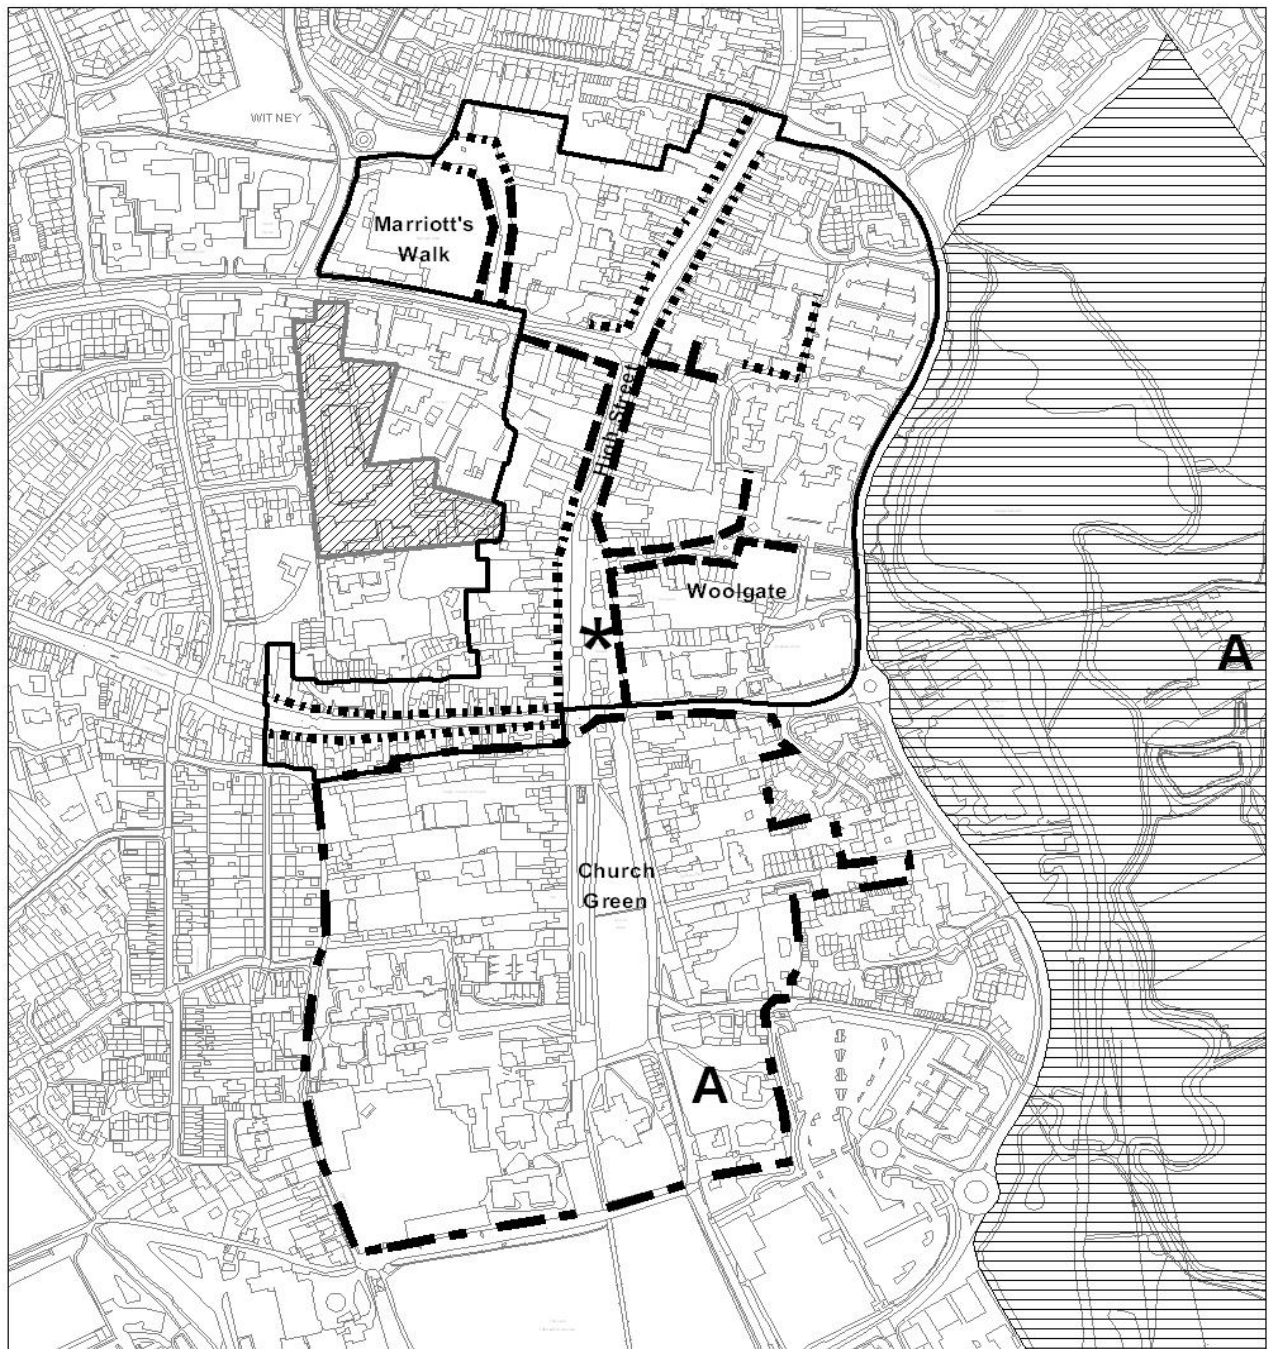 WITNEY
Marriott's
Walk
High Street
Woolgate
*
A
Church
Green
A